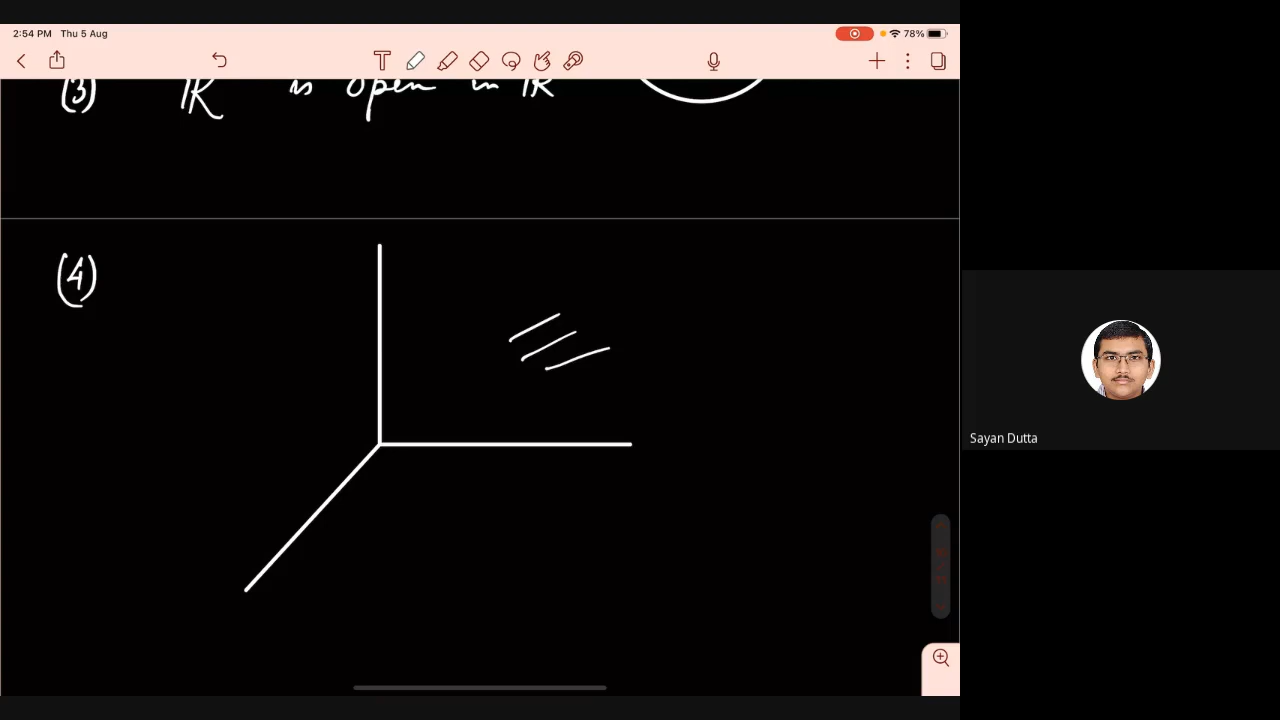 2:54 PM Thu 5 Aug
78%
T
(3) ℝ is open in ℝ
(4)
Sayan Dutta